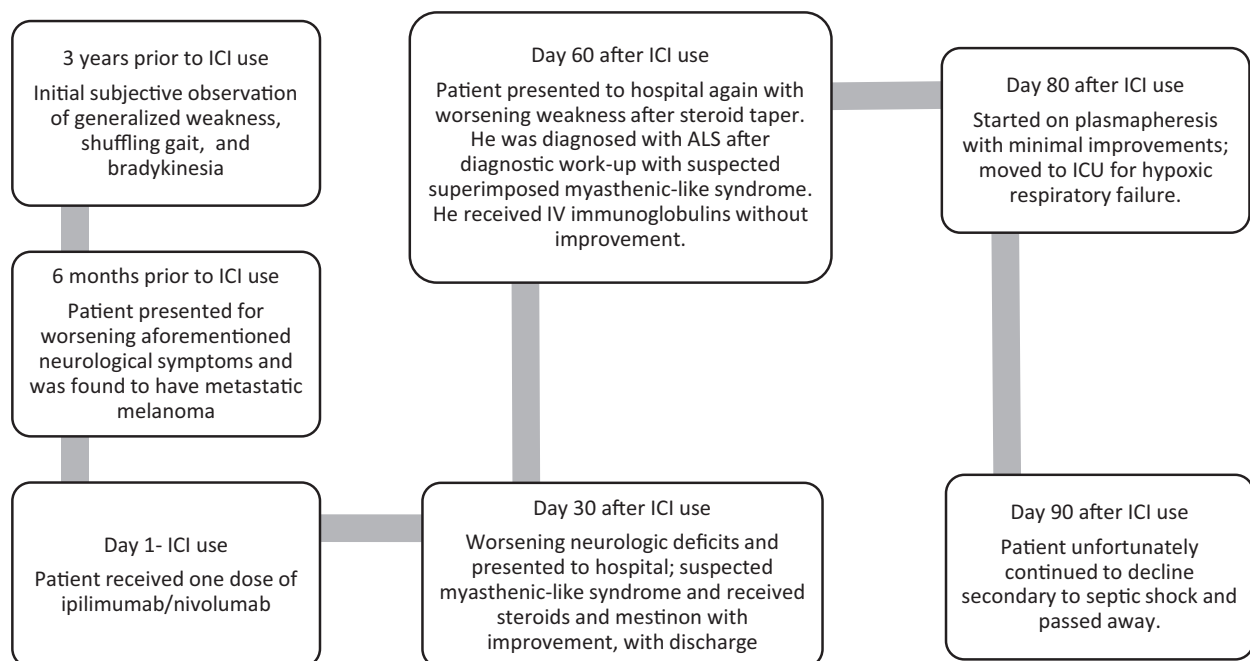 3 years prior to ICI use
Initial subjective observation
of generalized weakness,
shuffling gait, and
bradykinesia
6 months prior to ICI use
Patient presented for
worsening aforementioned
neurological symptoms and
was found to have metastatic
melanoma
Day 1- ICI use
Patient received one dose of
ipilimumab/nivolumab
Day 30 after ICI use
Worsening neurologic deficits and
presented to hospital; suspected
myasthenic-like syndrome and received
steroids and mestinon with
improvement, with discharge
Day 60 after ICI use
Patient presented to hospital again with
worsening weakness after steroid taper.
He was diagnosed with ALS after
diagnostic work-up with suspected
superimposed myasthenic-like syndrome.
He received IV immunoglobulins without
improvement.
Day 80 after ICI use
Started on plasmapheresis
with minimal improvements;
moved to ICU for hypoxic
respiratory failure.
Day 90 after ICI use
Patient unfortunately
continued to decline
secondary to septic shock and
passed away.